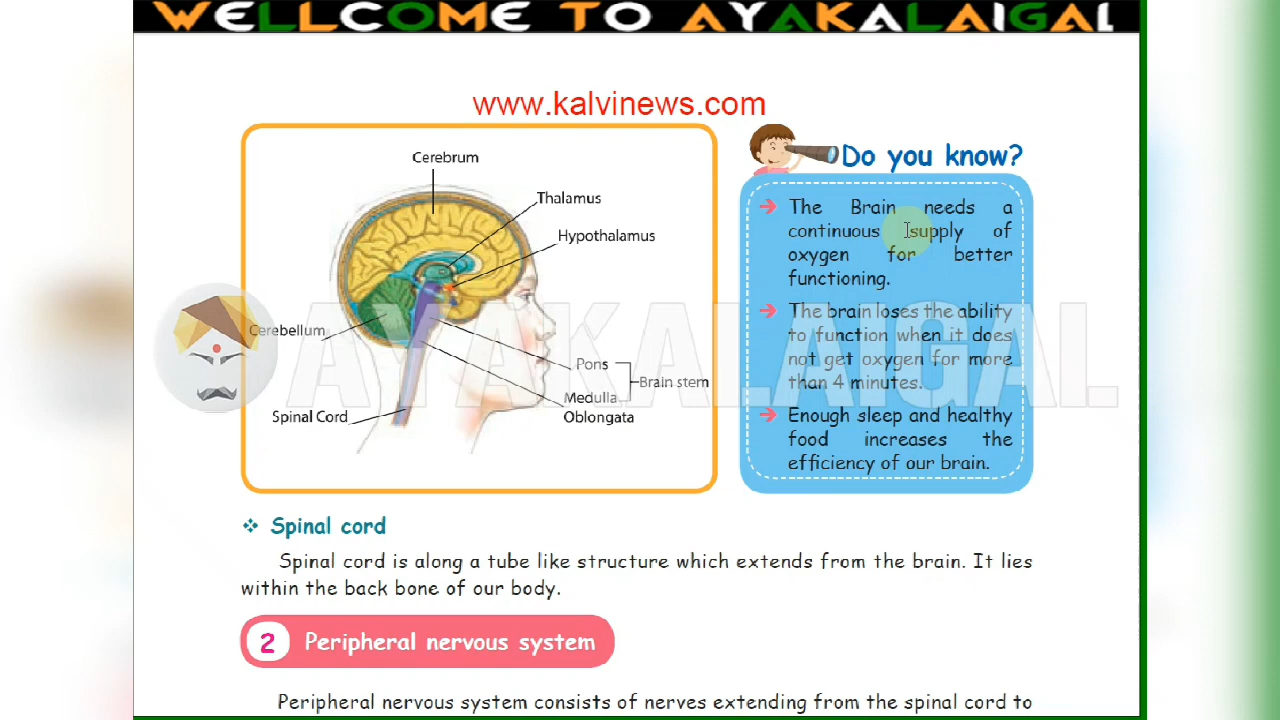 WELLCOME TO AYAKALAIGAL
www.kalvinews.com
Cerebrum
Thalamus
Hypothalamus
Cerebellum
Pons
Brain stem
Medulla
Oblongata
Spinal Cord
Do you know?
The Brain needs a
continuous supply of
oxygen for better
functioning.
The brain loses the ability
to function when it does
not get oxygen for more
than 4 minutes.
Enough sleep and healthy
food increases the
efficiency of our brain.
AYAKALAIGAL
Spinal cord
Spinal cord is along a tube like structure which extends from the brain. It lies
within the back bone of our body.
2 Peripheral nervous system
Peripheral nervous system consists of nerves extending from the spinal cord to